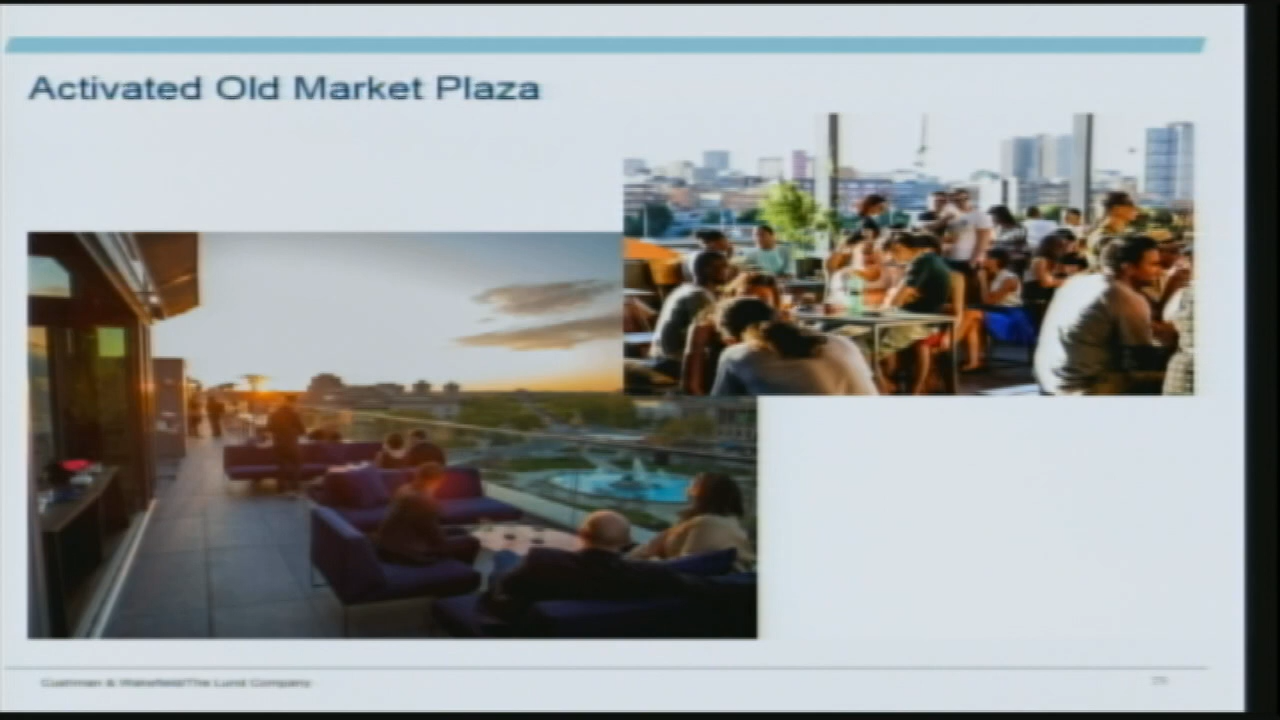 Activated Old Market Plaza
Cushman & Wakefield/The Lund Company